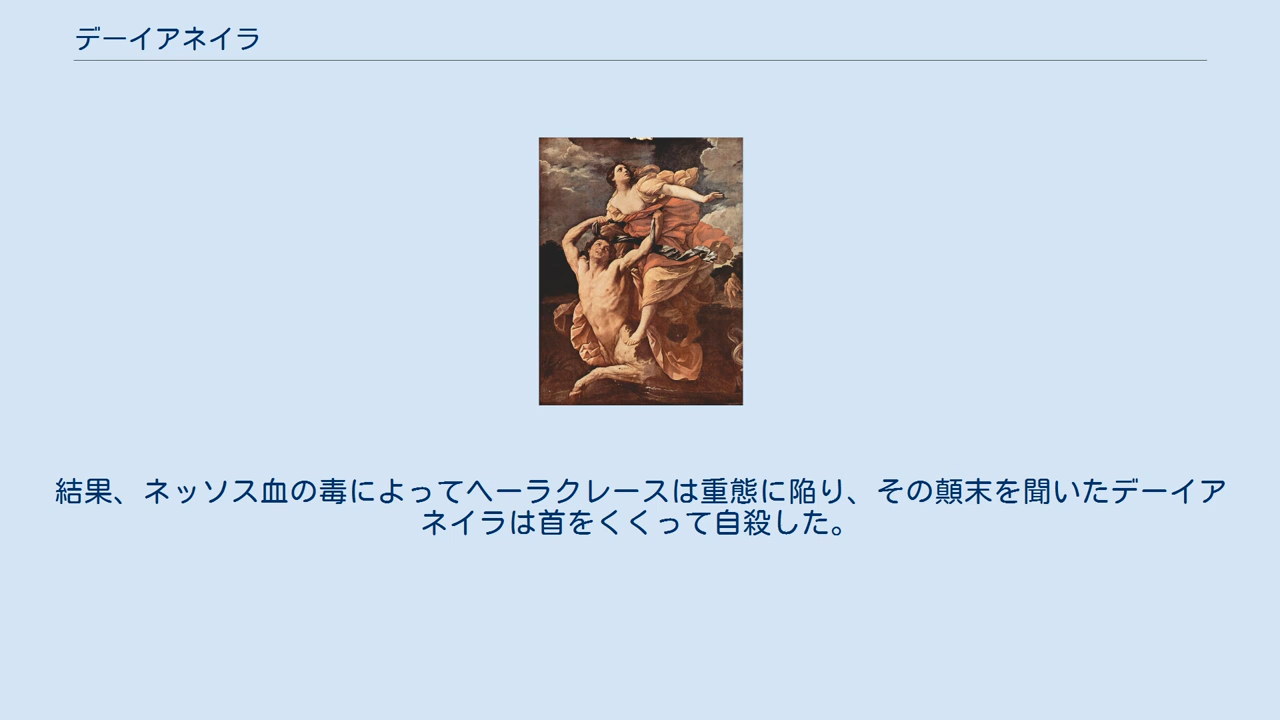 デーイアネイラ
結果、ネッソス血の毒によってヘーラクレースは重態に陥り、その顛末を聞いたデーイア
ネイラは首をくくって自殺した。